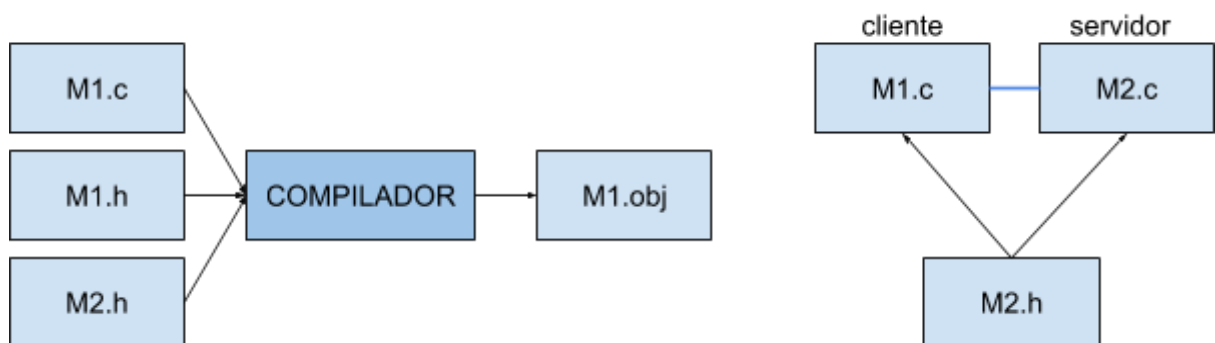 M1.c
M1.h
M2.h
COMPILADOR
M1.obj
cliente
servidor
M1.c
M2.c
M2.h